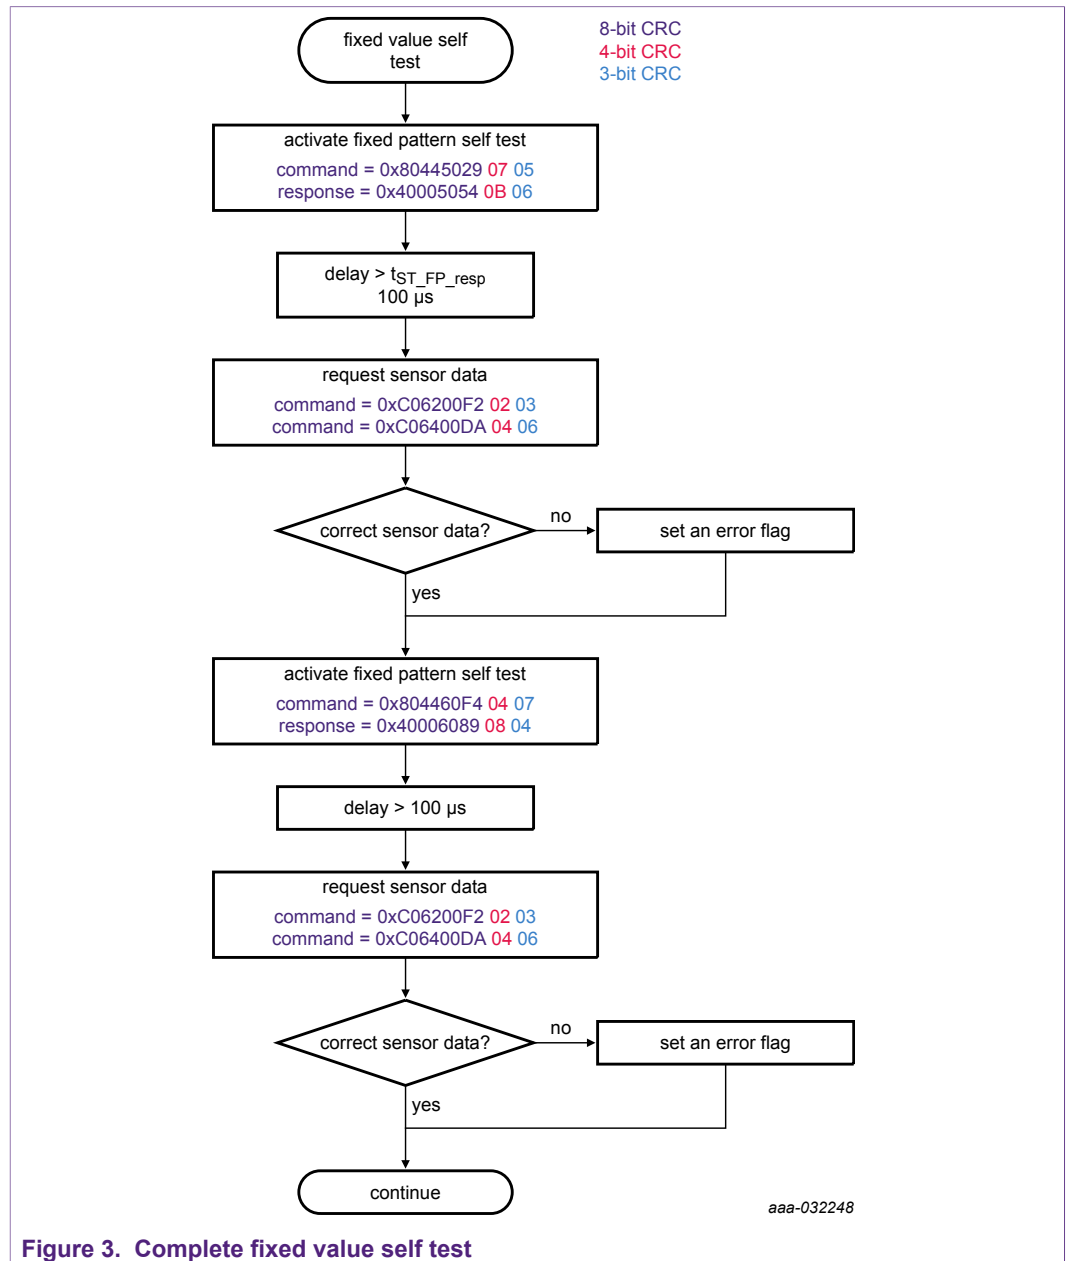 fixed value self
test
8-bit CRC
4-bit CRC
3-bit CRC
activate fixed pattern self test
command = 0x80445029 07 05
response = 0x40005054 0B 06
delay > tST_FP_resp
100 µs
request sensor data
command = 0xC06200F2 02 03
command = 0xC06400DA 04 06
correct sensor data?
no
set an error flag
yes
activate fixed pattern self test
command = 0x804460F4 04 07
response = 0x40006089 08 04
delay > 100 µs
request sensor data
command = 0xC06200F2 02 03
command = 0xC06400DA 04 06
correct sensor data?
no
set an error flag
yes
continue
aaa-032248
Figure 3. Complete fixed value self test